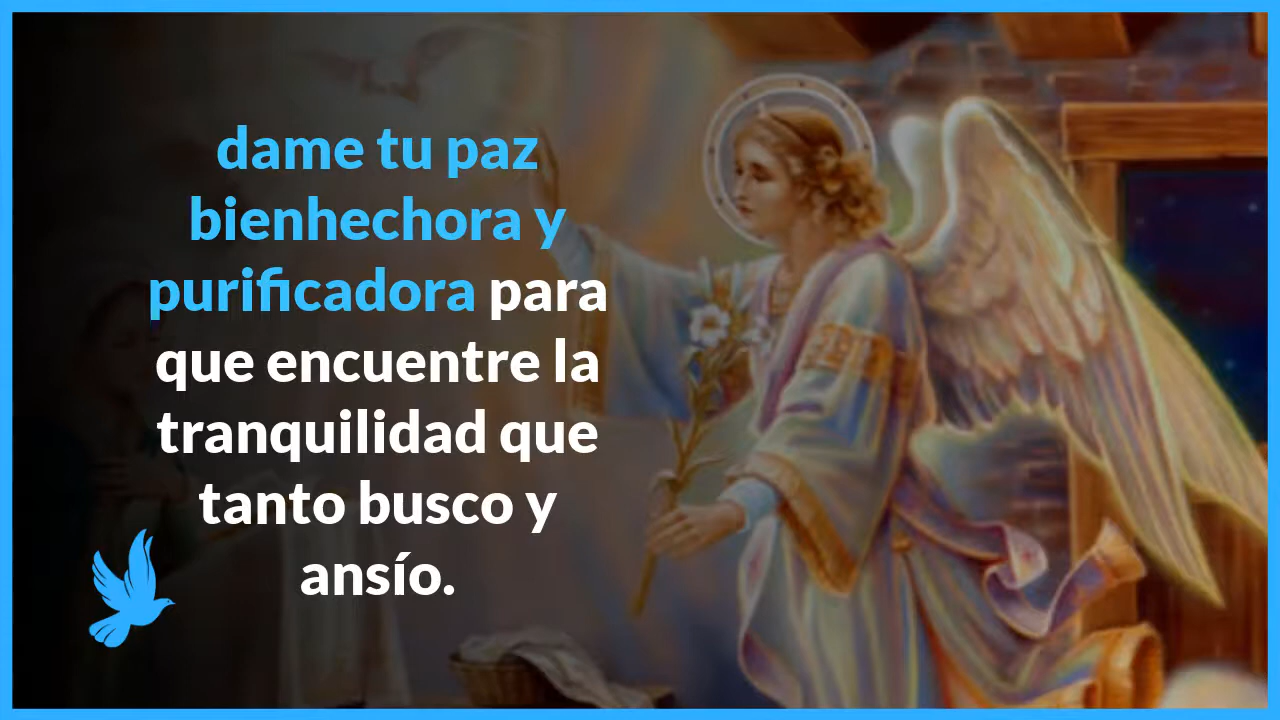 dame tu paz
bienhechora y
purificadora para
que encuentre la
tranquilidad que
tanto busco y
ansío.